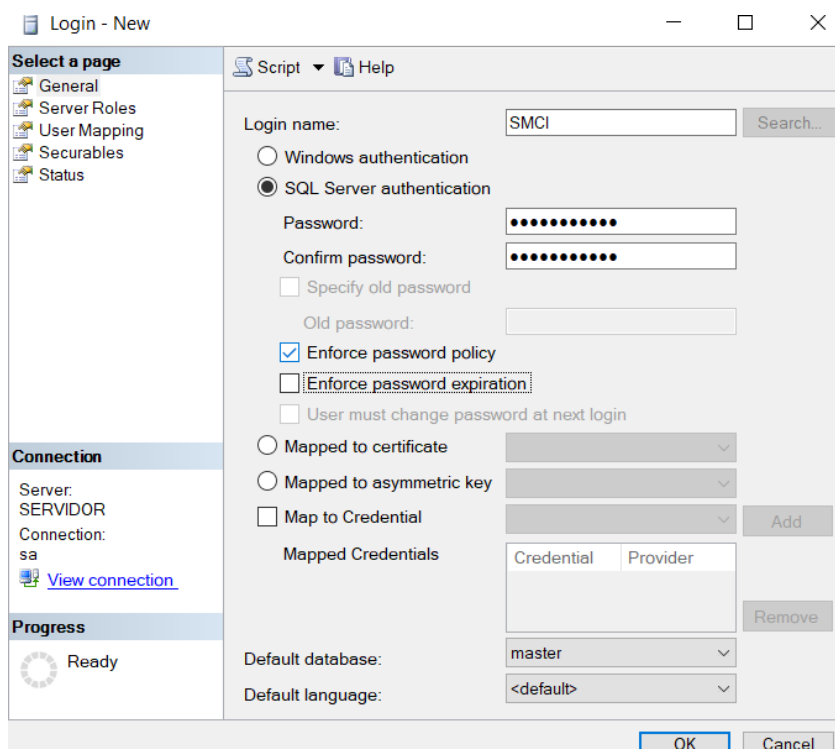 Login - New
Select a page
General
Server Roles
User Mapping
Securables
Status
Connection
Server:
SERVIDOR
Connection:
sa
View connection
Progress
Ready
Script Help
Login name: SMCI Search...
Windows authentication
SQL Server authentication
Password: ●●●●●●●●●●●
Confirm password: ●●●●●●●●●●●
Specify old password
Old password:
Enforce password policy
Enforce password expiration
User must change password at next login
Mapped to certificate
Mapped to asymmetric key
Map to Credential Add
Mapped Credentials Credential Provider
Remove
Default database: master
Default language: <default>
OK Cancel